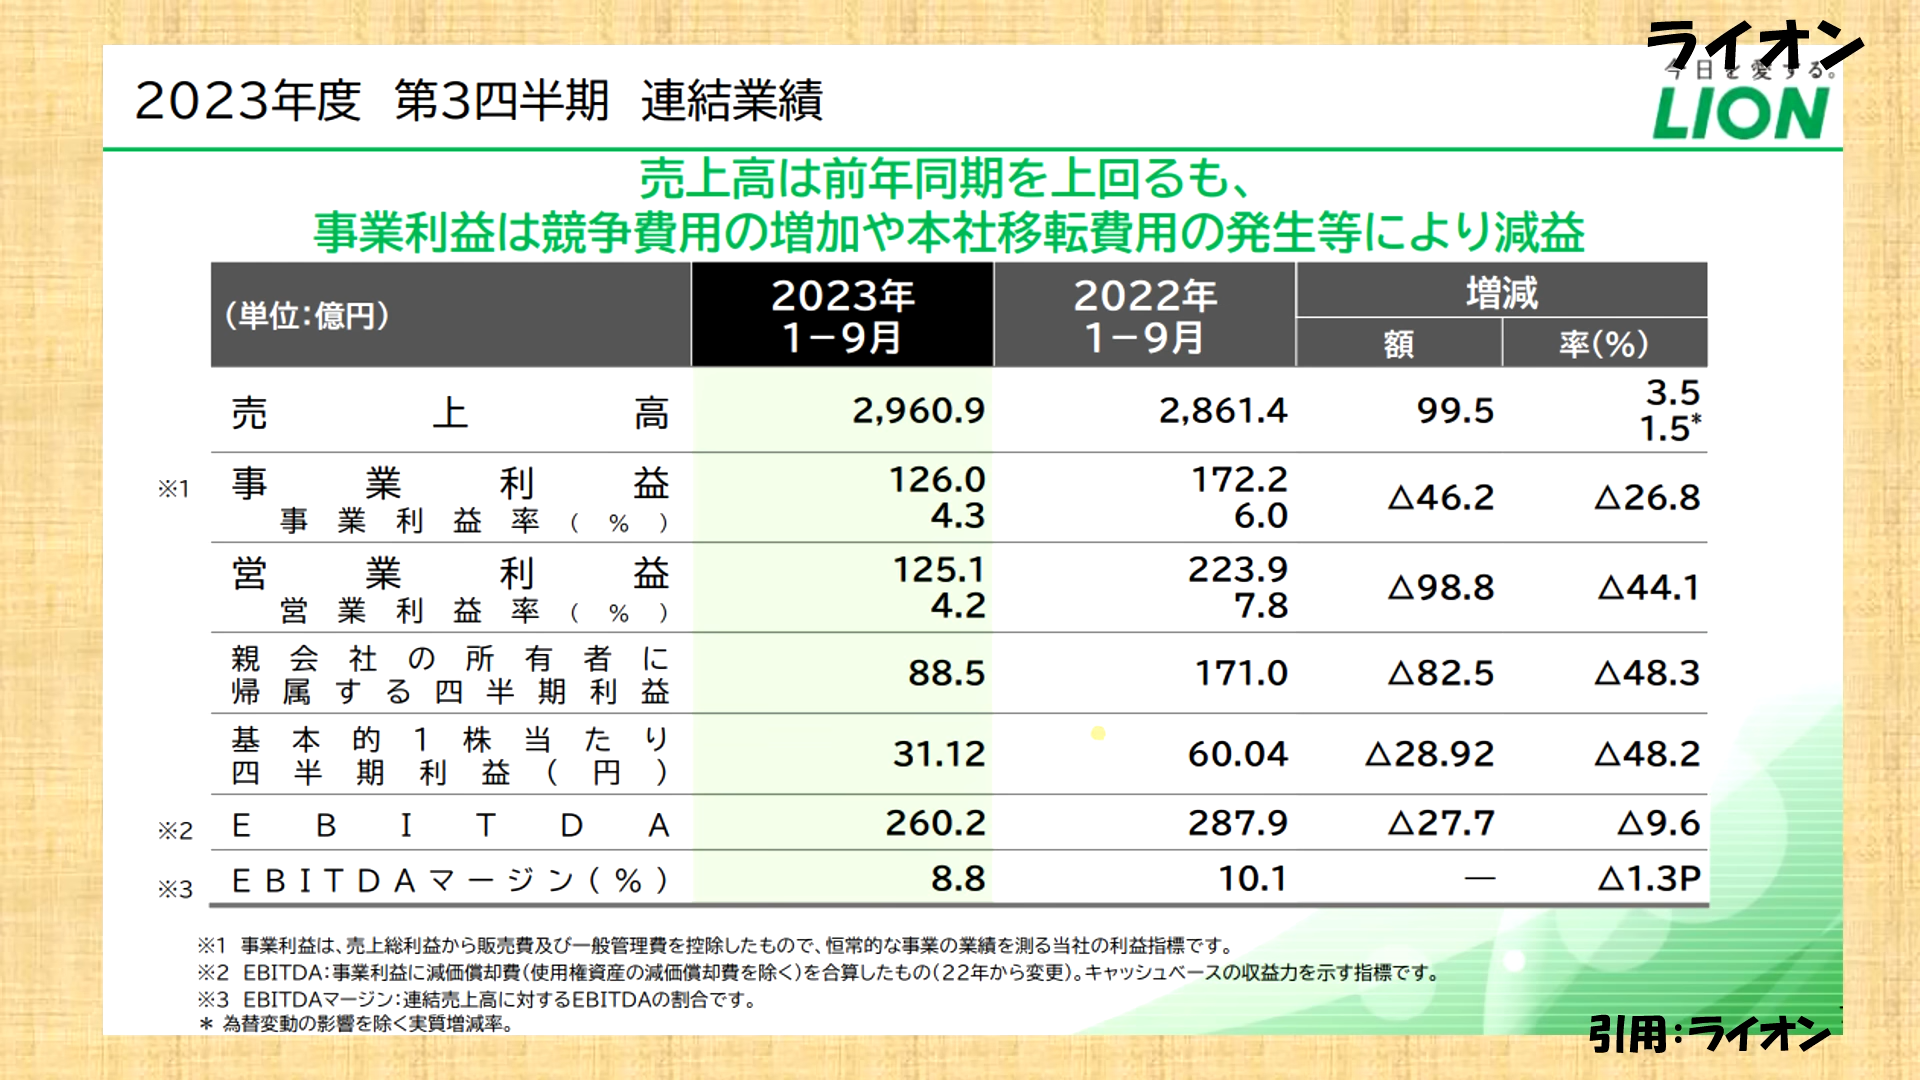 ライオン
今日を愛する。
LION
2023年度 第3四半期 連結業績
売上高は前年同期を上回るも、
事業利益は競争費用の増加や本社移転費用の発生等により減益
(単位:億円) 2023年 1-9月 2022年 1-9月 増減 額 率(%)
売上高 2,960.9 2,861.4 99.5 3.5
1.5*
※1 事業利益 126.0 172.2 △46.2 △26.8
事業利益率(%) 4.3 6.0
営業利益 125.1 223.9 △98.8 △44.1
営業利益率(%) 4.2 7.8
親会社の所有者に
帰属する四半期利益 88.5 171.0 △82.5 △48.3
基本的1株当たり
四半期利益(円) 31.12 60.04 △28.92 △48.2
※2 EBITDA 260.2 287.9 △27.7 △9.6
※3 EBITDAマージン(%) 8.8 10.1 ― △1.3P
※1 事業利益は、売上総利益から販売費及び一般管理費を控除したもので、恒常的な事業の業績を測る当社の利益指標です。
※2 EBITDA:事業利益に減価償却費(使用権資産の減価償却費を除く)を合算したもの(22年から変更)。キャッシュベースの収益力を示す指標です。
※3 EBITDAマージン:連結売上高に対するEBITDAの割合です。
* 為替変動の影響を除く実質増減率。
引用:ライオン